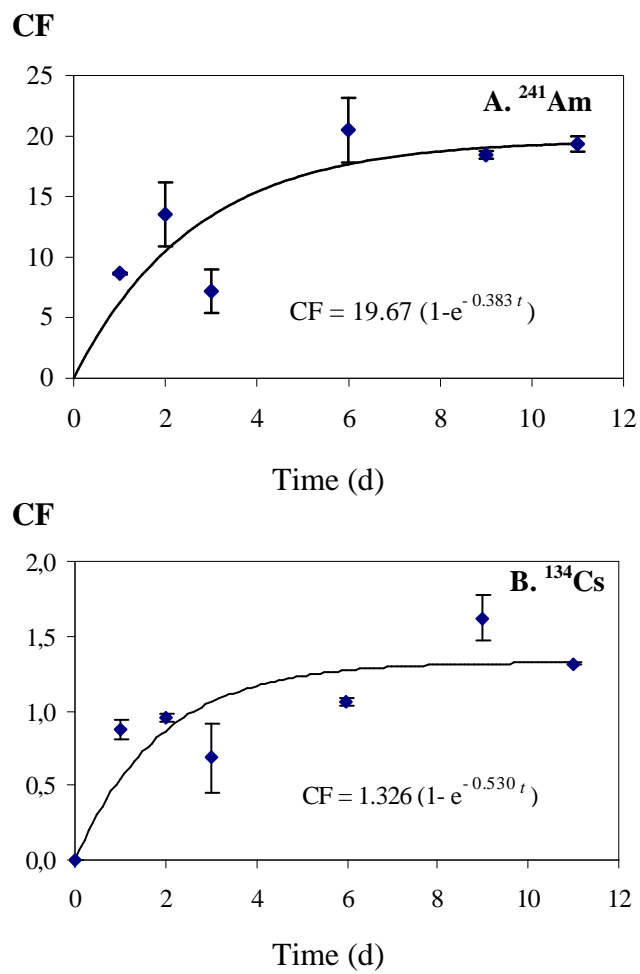 CF
25
20
15
10
5
0
A. ²⁴¹Am
CF = 19.67 (1-e⁻ ⁰·³⁸³ ᵗ)
0 2 4 6 8 10 12
Time (d)
CF
2,0
1,5
1,0
0,5
0,0
B. ¹³⁴Cs
CF = 1.326 (1- e⁻⁰·⁵³⁰ ᵗ)
0 2 4 6 8 10 12
Time (d)